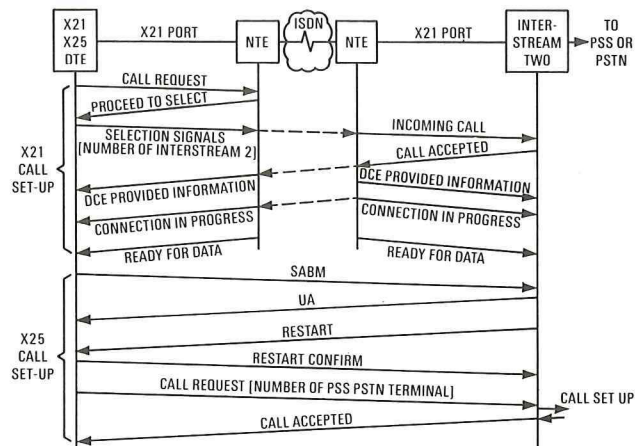 X21
X25
DTE
X21 PORT
NTE
ISDN
NTE
X21 PORT
INTER-
STREAM
TWO
TO
PSS OR
PSTN
X21
CALL
SET-UP
CALL REQUEST
PROCEED TO SELECT
SELECTION SIGNALS
[NUMBER OF INTERSTREAM 2]
INCOMING CALL
CALL ACCEPTED
DCE PROVIDED INFORMATION
DCE PROVIDED INFORMATION
CONNECTION IN PROGRESS
CONNECTION IN PROGRESS
READY FOR DATA
READY FOR DATA
X25
CALL
SET-UP
SABM
UA
RESTART
RESTART CONFIRM
CALL REQUEST [NUMBER OF PSS PSTN TERMINAL]
CALL SET UP
CALL ACCEPTED